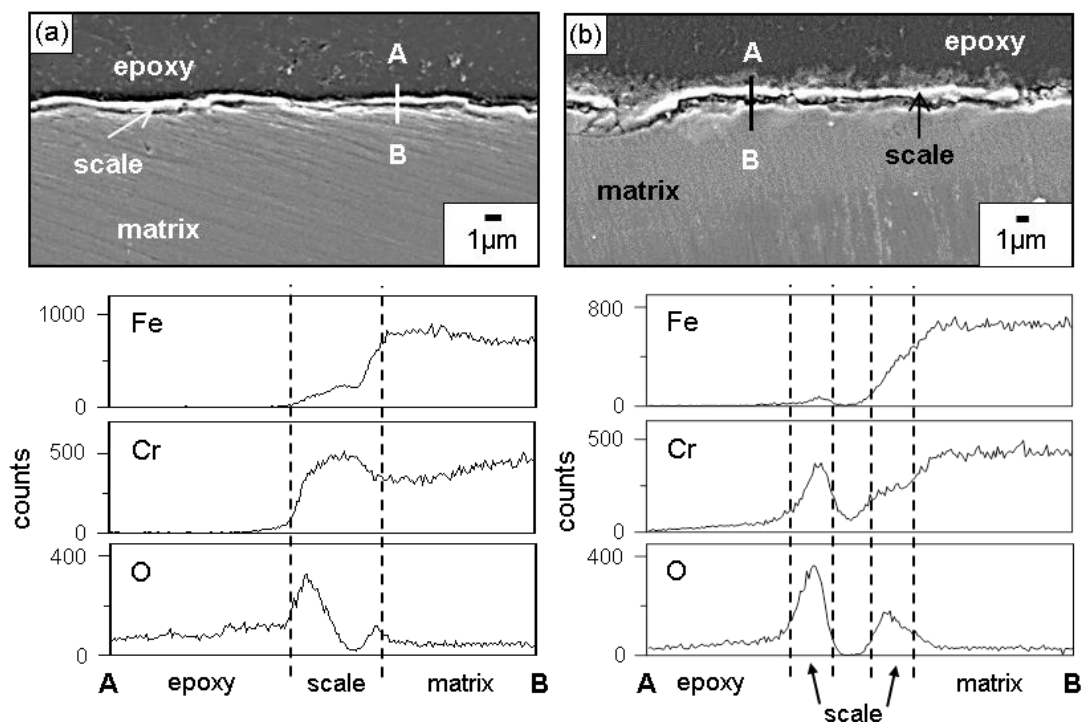 (a)
epoxy
A
B
scale
matrix
1μm
(b)
epoxy
A
B
scale
matrix
1μm
1000
Fe
0
500
Cr
0
400
O
0
counts
A epoxy scale matrix B
800
Fe
0
500
Cr
0
400
O
0
counts
A epoxy matrix B
scale